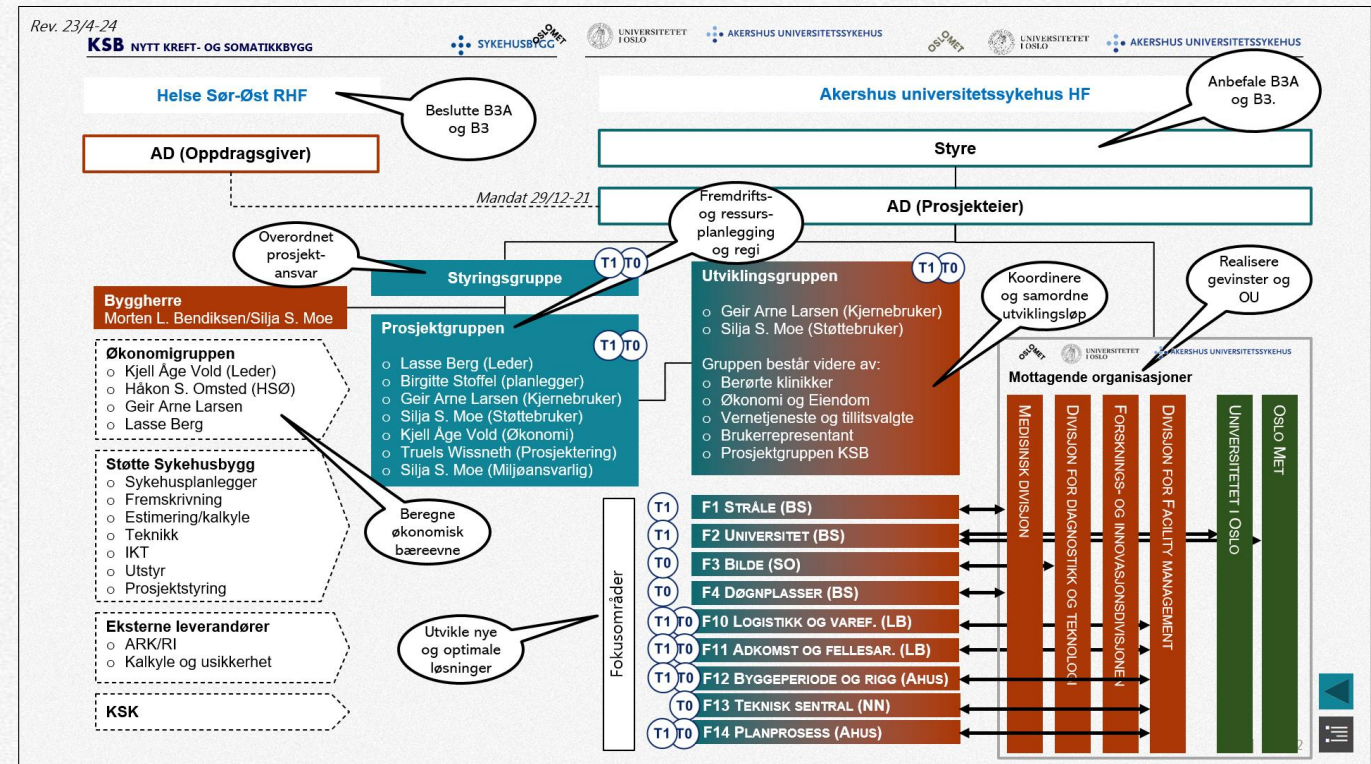 Rev. 23/4-24
KSB NYTT KREFT- OG SOMATIKKBYGG
SYKEHUSBYGG
OSLOMET
UNIVERSITETET
I OSLO
AKERSHUS UNIVERSITETSSYKEHUS
OSLOMET
UNIVERSITETET
I OSLO
AKERSHUS UNIVERSITETSSYKEHUS
Helse Sør-Øst RHF
Beslutte B3A
og B3
Akershus universitetssykehus HF
Anbefale B3A
og B3.
AD (Oppdragsgiver)
Styre
Mandat 29/12-21
AD (Prosjekteier)
Overordnet
prosjekt-
ansvar
Fremdrifts-
og ressurs-
planlegging
og regi
Styringsgruppe
T1 T0
Byggherre
Morten L. Bendiksen/Silja S. Moe
Økonomigruppen
o Kjell Åge Vold (Leder)
o Håkon S. Omsted (HSØ)
o Geir Arne Larsen
o Lasse Berg
Støtte Sykehusbygg
o Sykehusplanlegger
o Fremskrivning
o Estimering/kalkyle
o Teknikk
o IKT
o Utstyr
o Prosjektstyring
Eksterne leverandører
o ARK/RI
o Kalkyle og usikkerhet
KSK
Prosjektgruppen
T1 T0
o Lasse Berg (Leder)
o Birgitte Stoffel (planlegger)
o Geir Arne Larsen (Kjernebruker)
o Silja S. Moe (Støttebruker)
o Kjell Åge Vold (Økonomi)
o Truels Wissneth (Prosjektering)
o Silja S. Moe (Miljøansvarlig)
Beregne
økonomisk
bæreevne
Utviklingsgruppen
T1 T0
o Geir Arne Larsen (Kjernebruker)
o Silja S. Moe (Støttebruker)
Gruppen består videre av:
o Berørte klinikker
o Økonomi og Eiendom
o Vernetjeneste og tillitsvalgte
o Brukerrepresentant
o Prosjektgruppen KSB
Koordinere
og samordne
utviklingsløp
Realisere
gevinster og
OU
Utvikle nye
og optimale
løsninger
Fokusområder
T1 F1 STRÅLE (BS)
T1 F2 UNIVERSITET (BS)
T0 F3 BILDE (SO)
T0 F4 DØGNPLASSER (BS)
T1 T0 F10 LOGISTIKK OG VAREF. (LB)
T1 T0 F11 ADKOMST OG FELLESAR. (LB)
T1 T0 F12 BYGGEPERIODE OG RIGG (AHUS)
T0 F13 TEKNISK SENTRAL (NN)
T1 T0 F14 PLANPROSESS (AHUS)
OSLOMET
UNIVERSITETET
I OSLO
AKERSHUS UNIVERSITETSSYKEHUS
Mottagende organisasjoner
MEDISINSK DIVISJON
DIVISJON FOR DIAGNOSTIKK OG TEKNOLOGI
FORSKNINGS- OG INNOVASJONSDIVISJONEN
DIVISJON FOR FACILITY MANAGEMENT
UNIVERSITETET I OSLO
OSLO MET
2